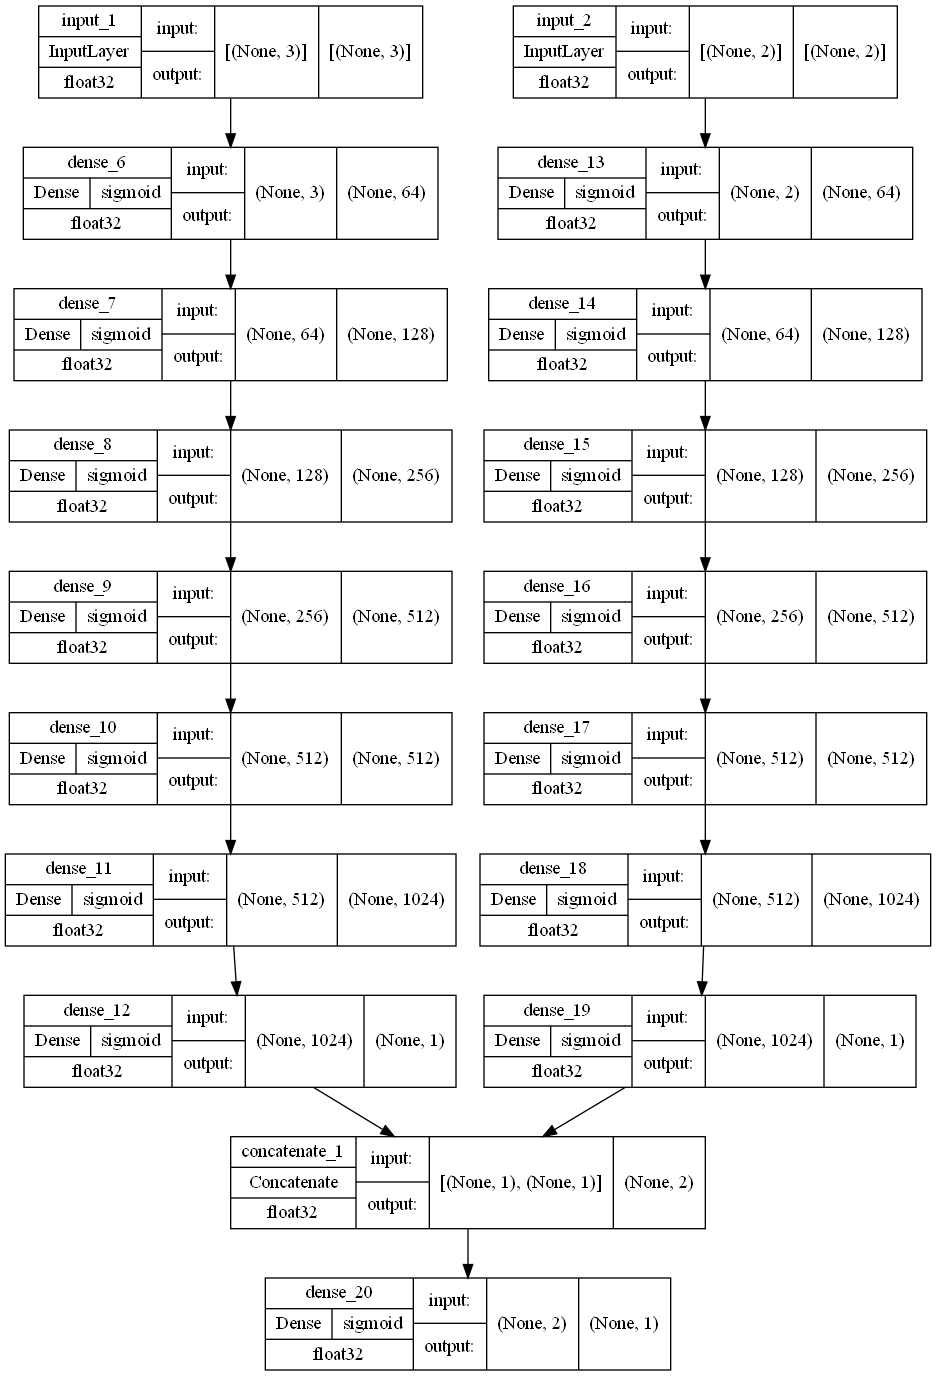 input_1
InputLayer
float32
input:
output:
[(None, 3)]
[(None, 3)]
input_2
InputLayer
float32
input:
output:
[(None, 2)]
[(None, 2)]
dense_6
Dense
sigmoid
float32
input:
output:
(None, 3)
(None, 64)
dense_13
Dense
sigmoid
float32
input:
output:
(None, 2)
(None, 64)
dense_7
Dense
sigmoid
float32
input:
output:
(None, 64)
(None, 128)
dense_14
Dense
sigmoid
float32
input:
output:
(None, 64)
(None, 128)
dense_8
Dense
sigmoid
float32
input:
output:
(None, 128)
(None, 256)
dense_15
Dense
sigmoid
float32
input:
output:
(None, 128)
(None, 256)
dense_9
Dense
sigmoid
float32
input:
output:
(None, 256)
(None, 512)
dense_16
Dense
sigmoid
float32
input:
output:
(None, 256)
(None, 512)
dense_10
Dense
sigmoid
float32
input:
output:
(None, 512)
(None, 512)
dense_17
Dense
sigmoid
float32
input:
output:
(None, 512)
(None, 512)
dense_11
Dense
sigmoid
float32
input:
output:
(None, 512)
(None, 1024)
dense_18
Dense
sigmoid
float32
input:
output:
(None, 512)
(None, 1024)
dense_12
Dense
sigmoid
float32
input:
output:
(None, 1024)
(None, 1)
dense_19
Dense
sigmoid
float32
input:
output:
(None, 1024)
(None, 1)
concatenate_1
Concatenate
float32
input:
output:
[(None, 1), (None, 1)]
(None, 2)
dense_20
Dense
sigmoid
float32
input:
output:
(None, 2)
(None, 1)